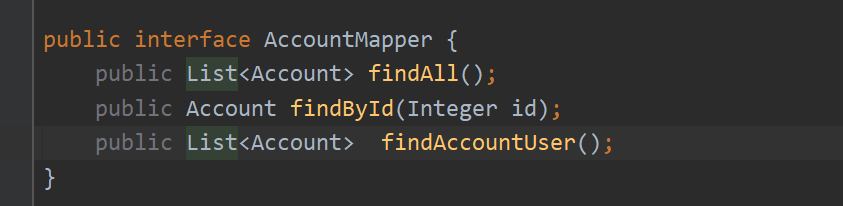 public interface AccountMapper {
    public List<Account> findAll();
    public Account findById(Integer id);
    public List<Account>  findAccountUser();
}